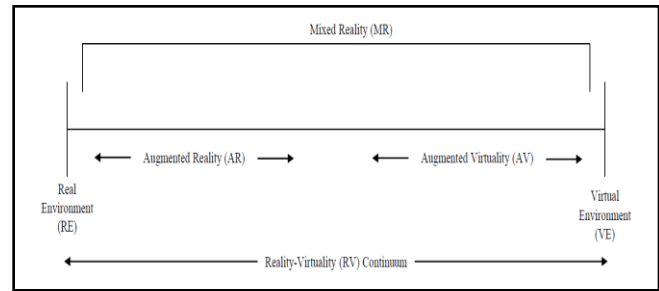 Mixed Reality (MR)
Augmented Reality (AR)
Augmented Virtuality (AV)
Real
Environment
(RE)
Virtual
Environment
(VE)
Reality-Virtuality (RV) Continuum